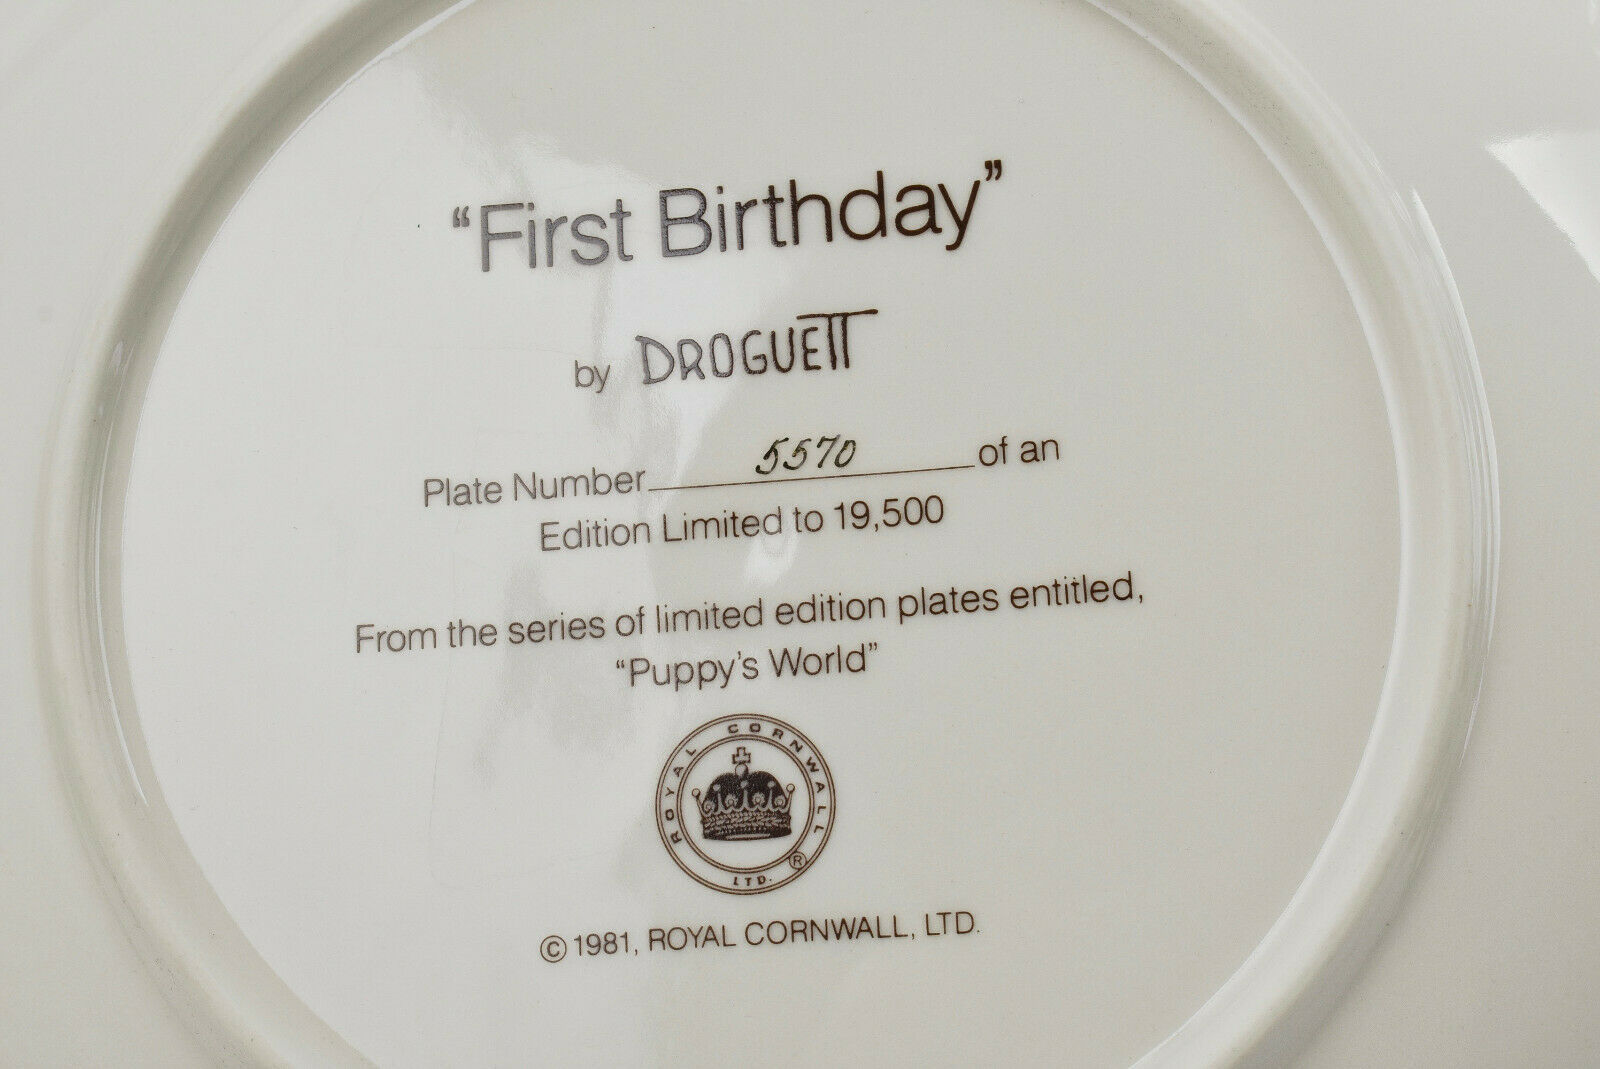 “First Birthday”
by DROGUETT
Plate Number 5570 of an
Edition Limited to 19,500
From the series of limited edition plates entitled,
“Puppy’s World”
ROYAL CORNWALL
LTD. ®
© 1981, ROYAL CORNWALL, LTD.